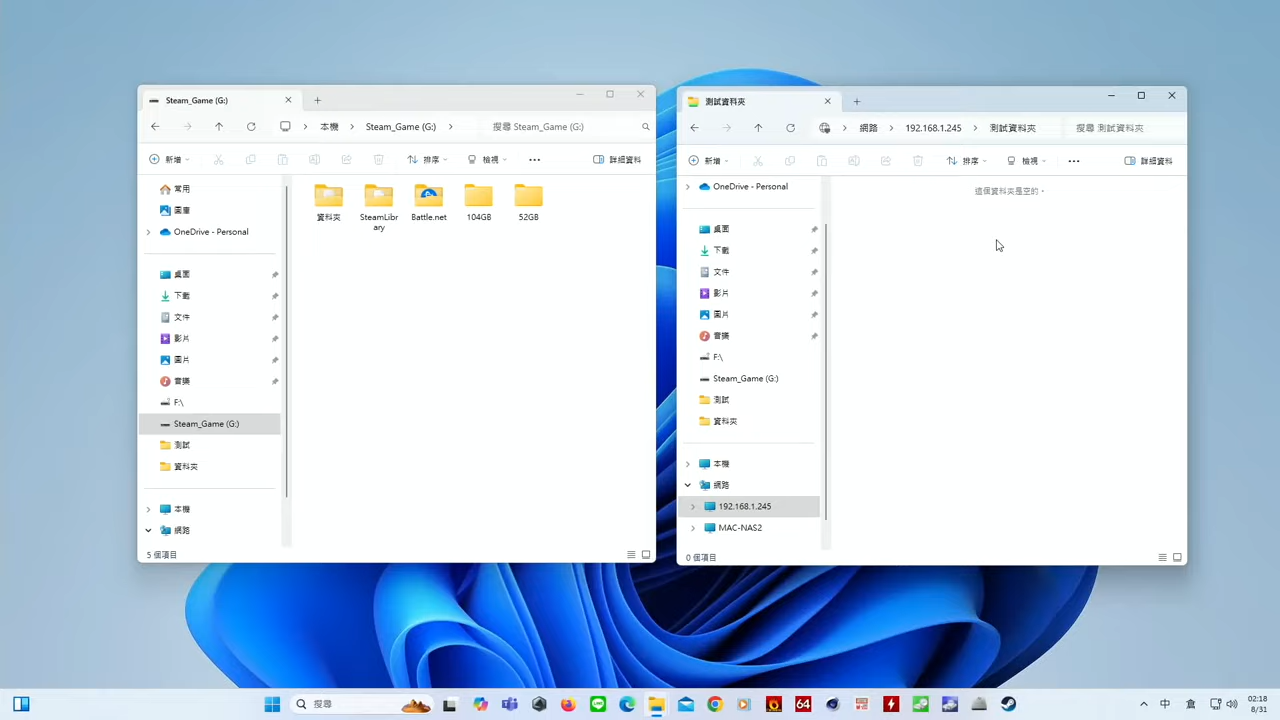 Steam_Game (G:)
本機
Steam_Game (G:)
搜尋 Steam_Game (G:)
新增
排序
檢視
詳細資料
常用
圖庫
OneDrive - Personal
桌面
下載
文件
影片
圖片
音樂
F:\
Steam_Game (G:)
測試
資料夾
本機
網路
資料夾
SteamLibr
ary
Battle.net
104GB
52GB
5 個項目
測試資料夾
網路
192.168.1.245
測試資料夾
搜尋 測試資料夾
新增
排序
檢視
詳細資料
OneDrive - Personal
桌面
下載
文件
影片
圖片
音樂
F:\
Steam_Game (G:)
測試
資料夾
本機
網路
192.168.1.245
MAC-NAS2
這個資料夾是空的。
0 個項目
搜尋
64
中
02:18
8/31